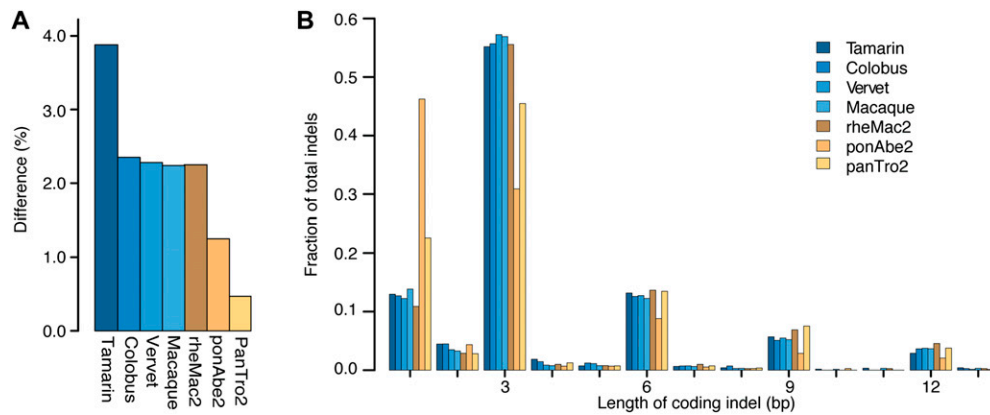 A
Difference (%)
4.0
3.0
2.0
1.0
0.0
Tamarin
Colobus
Vervet
Macaque
rheMac2
ponAbe2
PanTro2
B
Fraction of total indels
0.6
0.5
0.4
0.3
0.2
0.1
0.0
3
6
9
12
Length of coding indel (bp)
Tamarin
Colobus
Vervet
Macaque
rheMac2
ponAbe2
panTro2